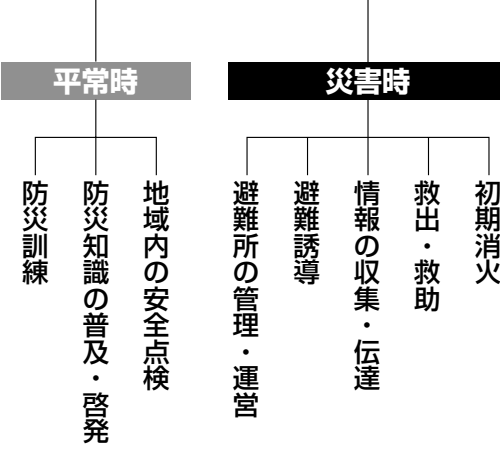 災害時
初期消火
救出・救助
情報の収集・伝達
避難誘導
避難所の管理・運営
平常時
地域内の安全点検
防災知識の普及・啓発
防災訓練